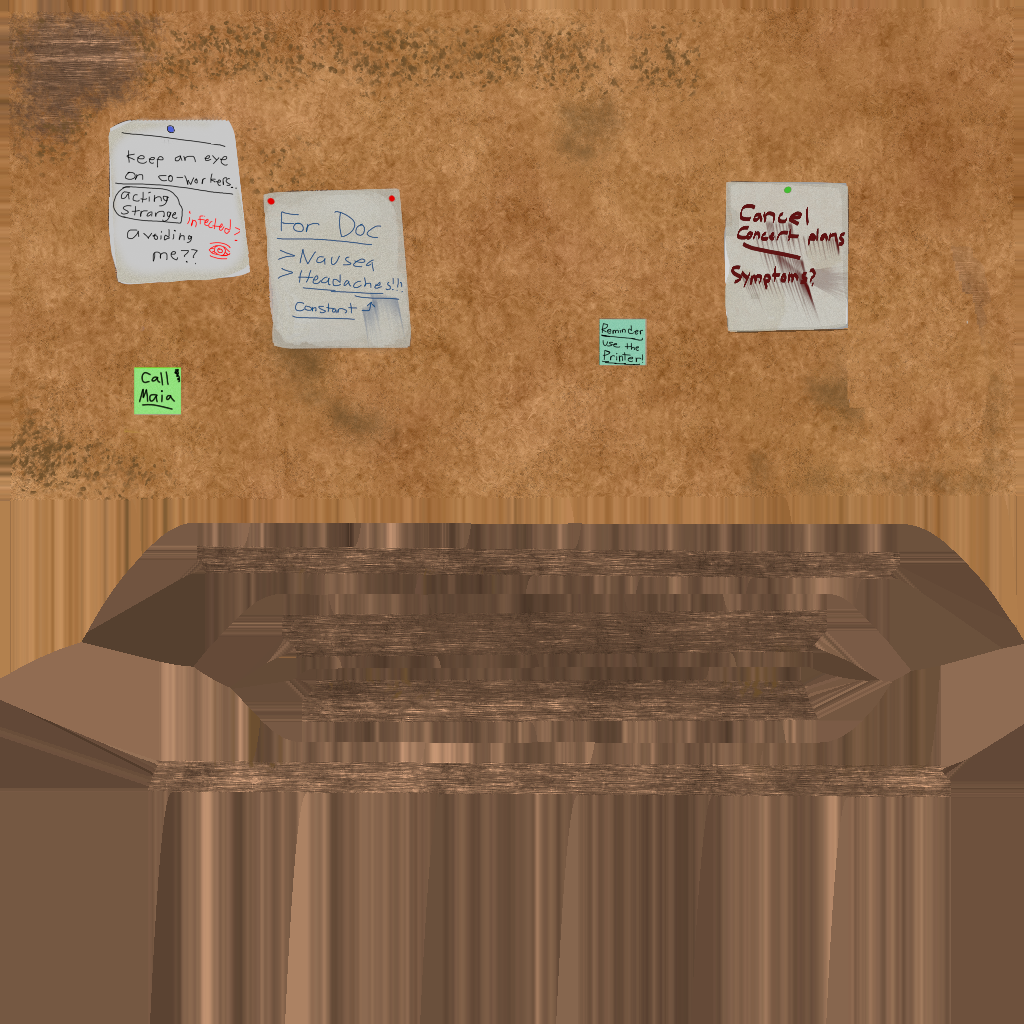 Keep an eye
on co-workers..
acting
Strange
infected?
avoiding
me??
For Doc
> Nausea
> Headaches!!!
Constant
Call
Maia
Reminder
use the
Printer!
Cancel
Concert plans
Symptoms?